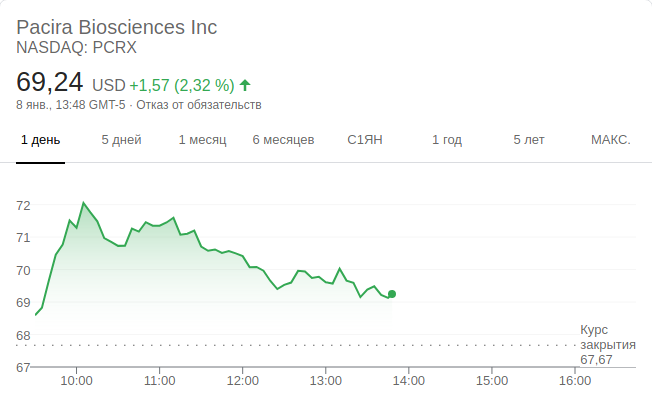 Pacira Biosciences Inc
NASDAQ: PCRX
69,24 USD +1,57 (2,32 %)
8 янв., 13:48 GMT-5 · Отказ от обязательств
1 день 5 дней 1 месяц 6 месяцев С1ЯН 1 год 5 лет МАКС.
72
71
70
69
68
Курс
закрытия
67,67
67
10:00 11:00 12:00 13:00 14:00 15:00 16:00